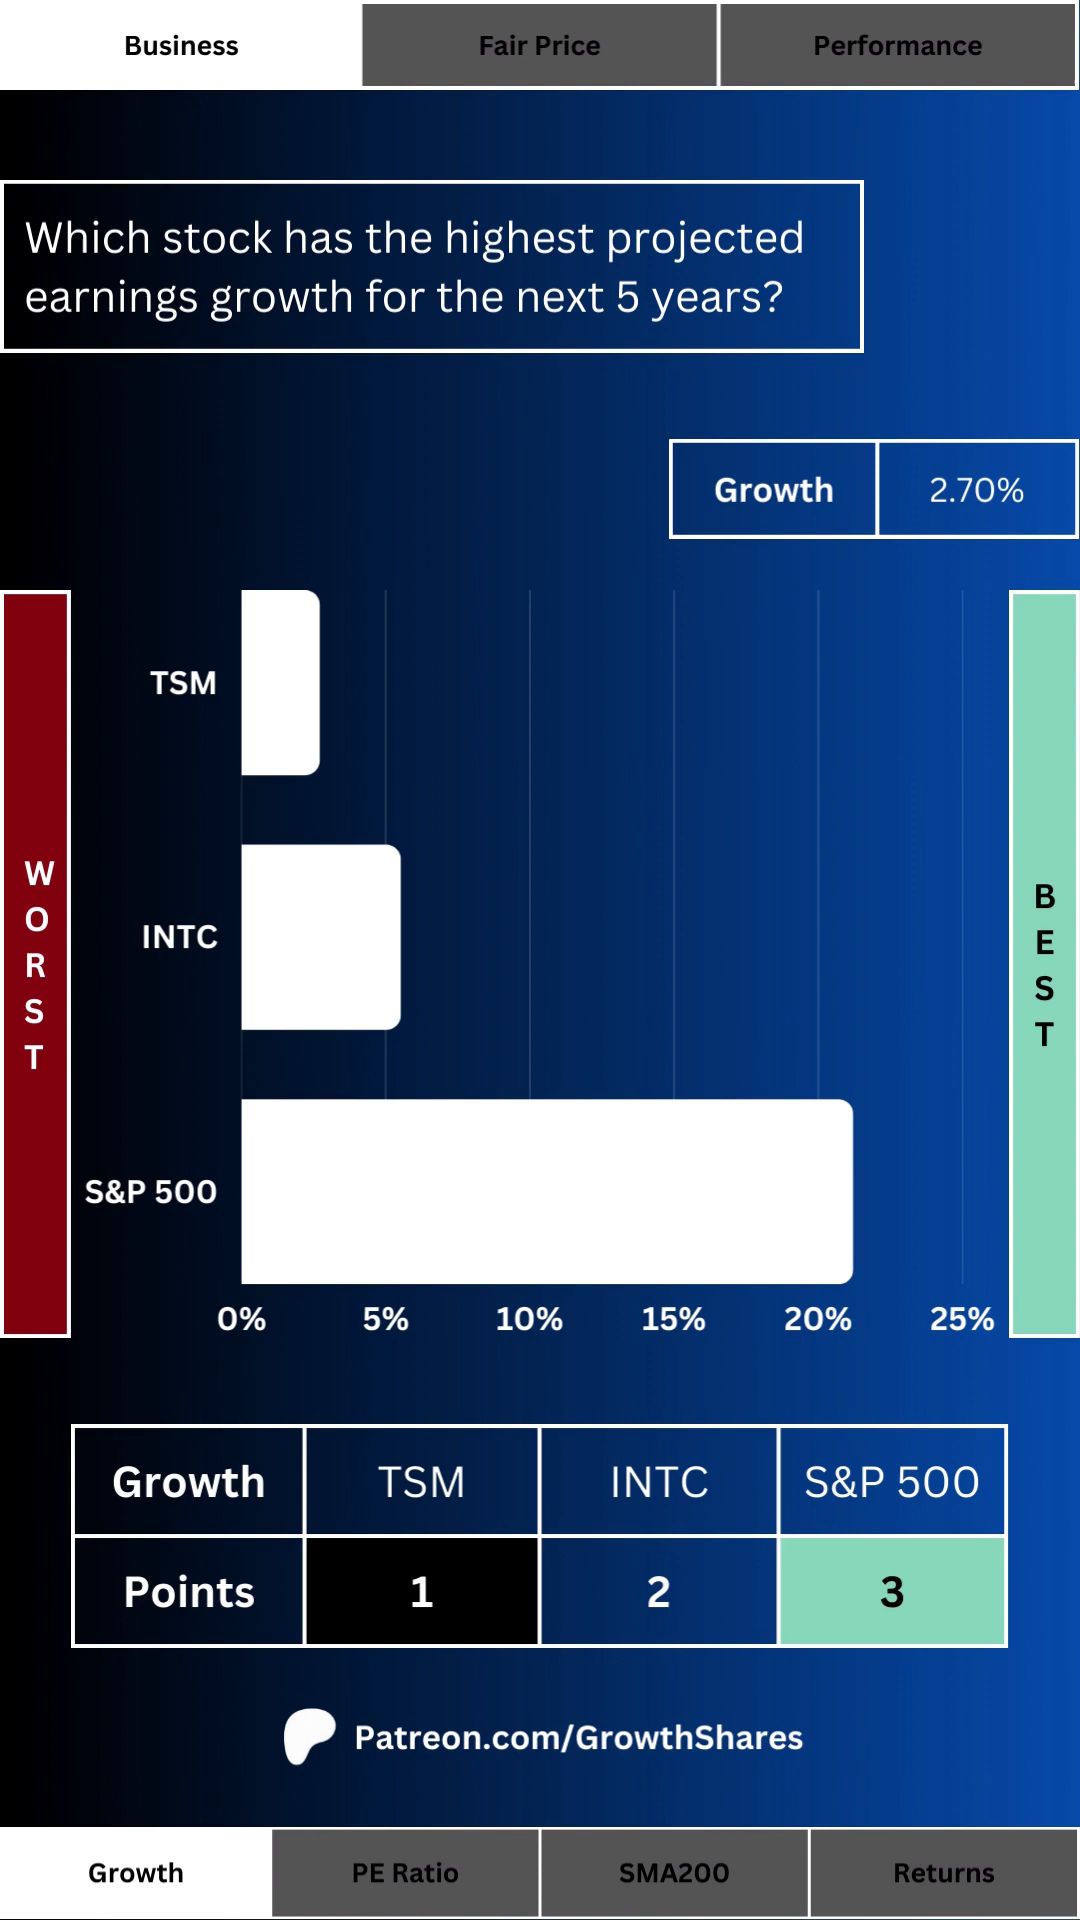 Business
Fair Price
Performance
Which stock has the highest projected
earnings growth for the next 5 years?
Growth
2.70%
W
O
R
S
T
TSM
INTC
S&P 500
0%
5%
10%
15%
20%
25%
B
E
S
T
Growth
TSM
INTC
S&P 500
Points
1
2
3
Patreon.com/GrowthShares
Growth
PE Ratio
SMA200
Returns